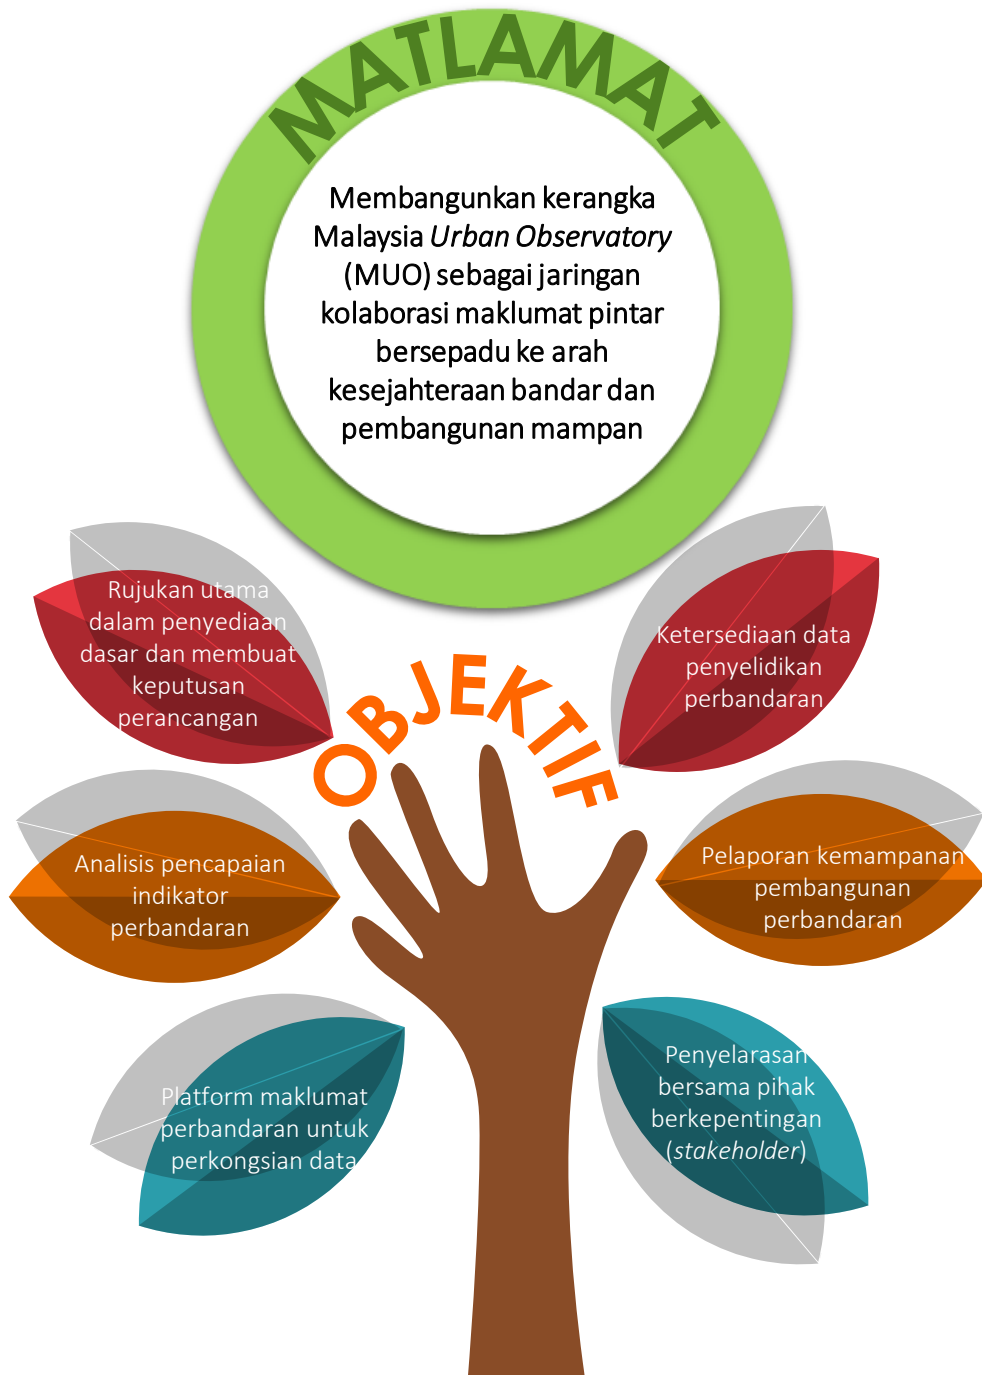 MATLAMAT
Membangunkan kerangka
Malaysia Urban Observatory
(MUO) sebagai jaringan
kolaborasi maklumat pintar
bersepadu ke arah
kesejahteraan bandar dan
pembangunan mampan
OBJEKTIF
Rujukan utama
dalam penyediaan
dasar dan membuat
keputusan
perancangan
Ketersediaan data
penyelidikan
perbandaran
Analisis pencapaian
indikator
perbandaran
Pelaporan kemampanan
pembangunan
perbandaran
Platform maklumat
perbandaran untuk
perkongsian data
Penyelarasan
bersama pihak
berkepentingan
(stakeholder)